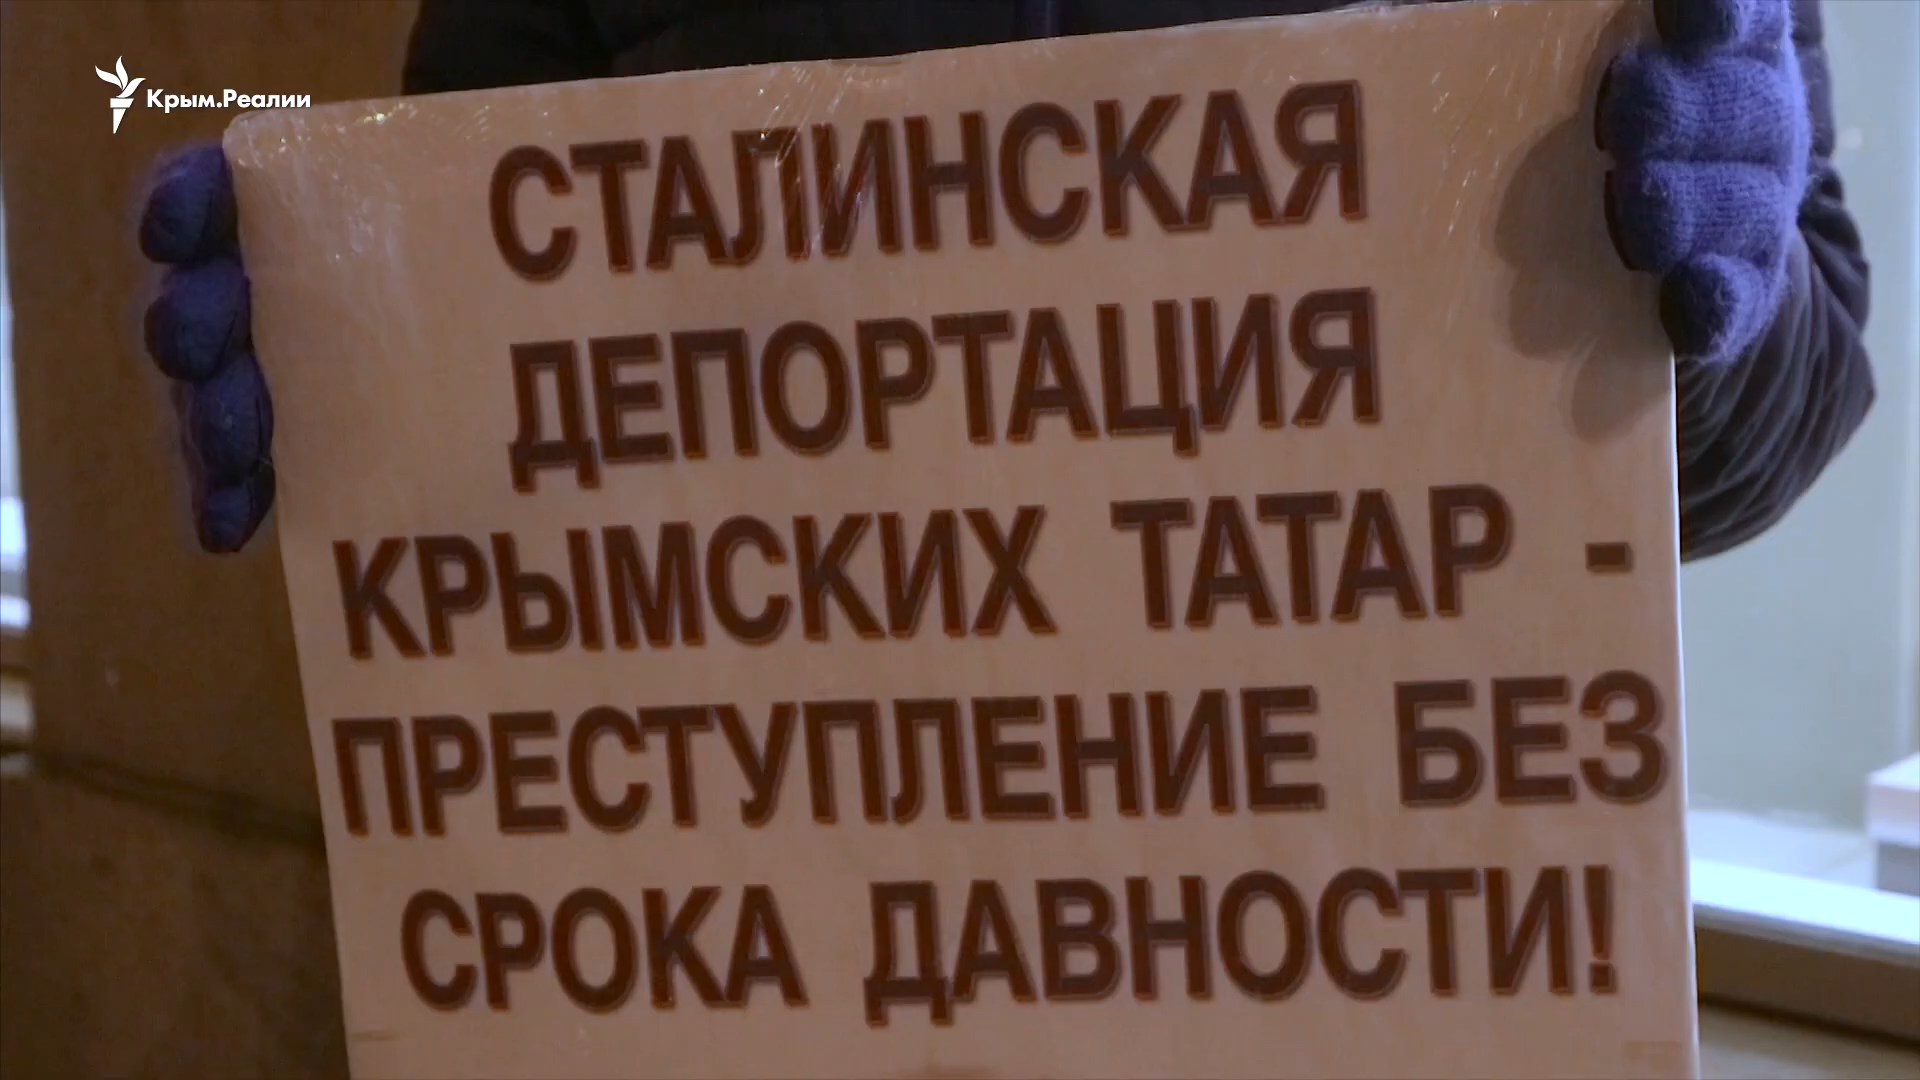 Крым.Реалии
СТАЛИНСКАЯ
ДЕПОРТАЦИЯ
КРЫМСКИХ ТАТАР -
ПРЕСТУПЛЕНИЕ БЕЗ
СРОКА ДАВНОСТИ!